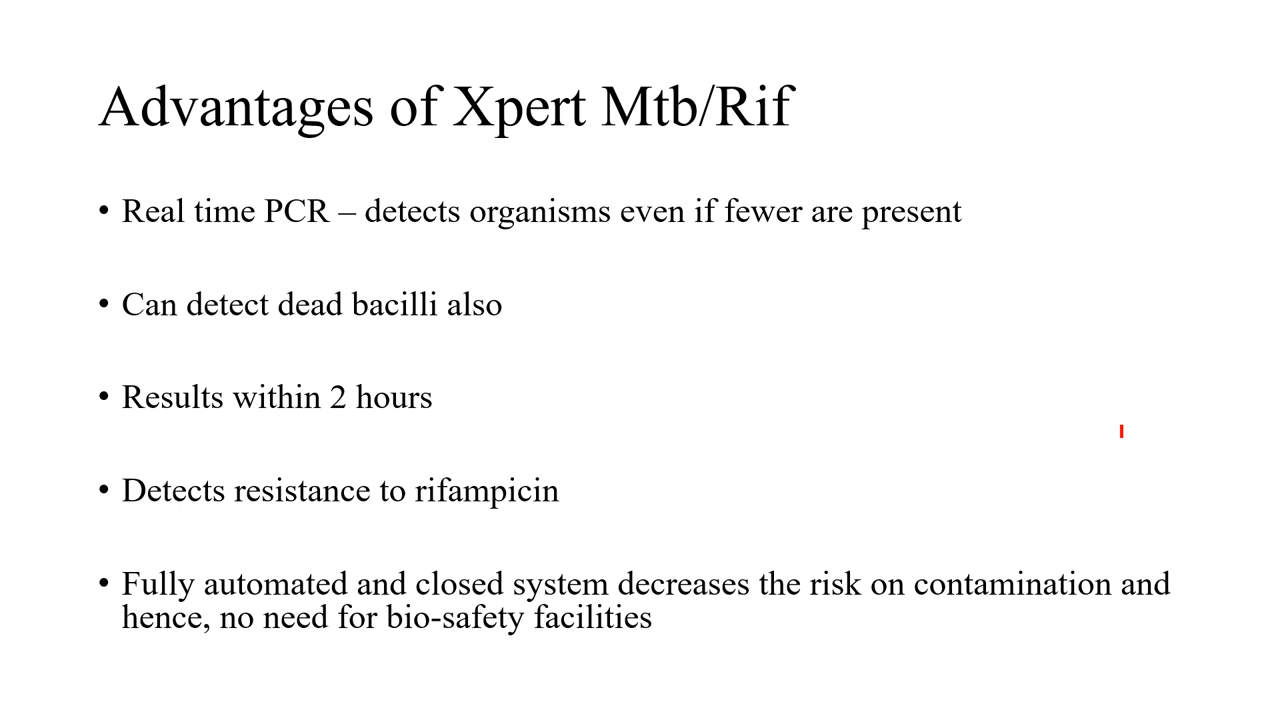 Advantages of Xpert Mtb/Rif
• Real time PCR – detects organisms even if fewer are present
• Can detect dead bacilli also
• Results within 2 hours
• Detects resistance to rifampicin
• Fully automated and closed system decreases the risk on contamination and
hence, no need for bio-safety facilities